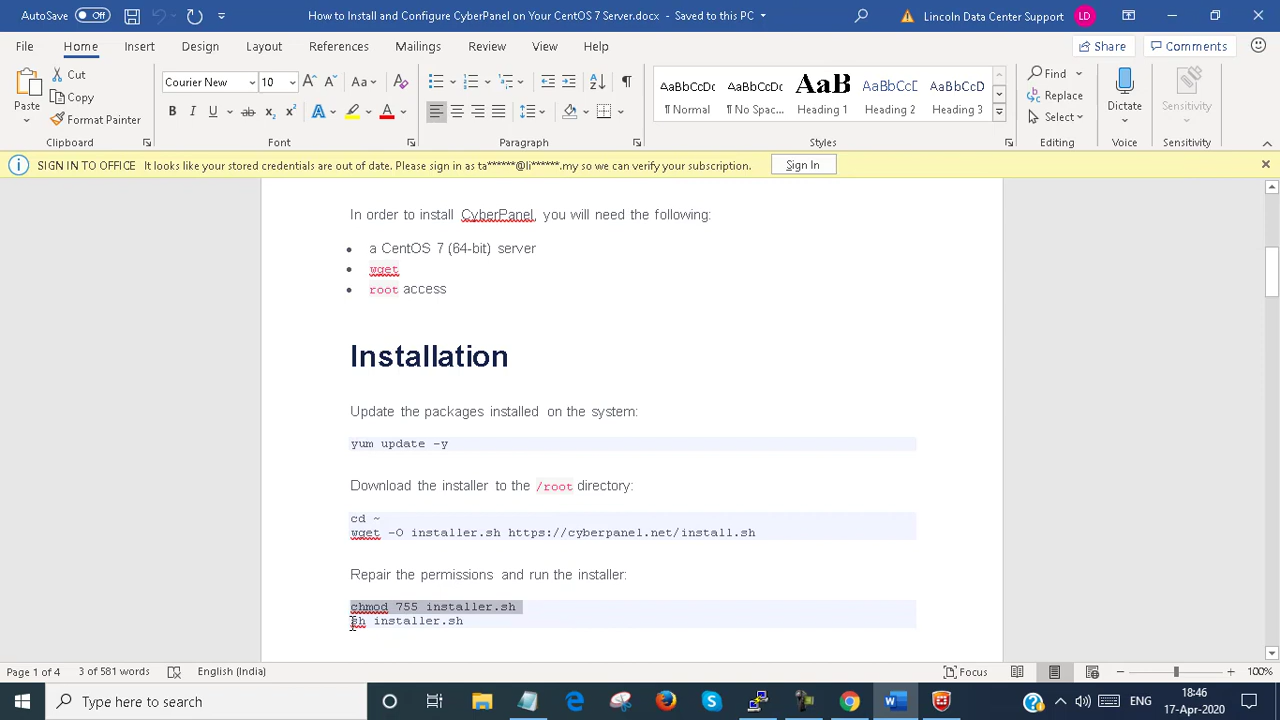 AutoSave Off How to Install and Configure CyberPanel on Your CentOS 7 Server.docx - Saved to this PC Lincoln Data Center Support LD
File Home Insert Design Layout References Mailings Review View Help Share Comments
Paste Cut Copy Format Painter
Courier New 10 Aa
B I U ab x₂ x² A A
AaBbCcDc AaBbCcDc AaB AaBbCcD AaBbCcD
¶ Normal ¶ No Spac... Heading 1 Heading 2 Heading 3
Find Replace Select
Dictate Sensitivity
Clipboard Font Paragraph Styles Editing Voice Sensitivity
SIGN IN TO OFFICE It looks like your stored credentials are out of date. Please sign in as ta******@li******.my so we can verify your subscription. Sign In
In order to install CyberPanel, you will need the following:
• a CentOS 7 (64-bit) server
• wget
• root access
Installation
Update the packages installed on the system:
yum update -y
Download the installer to the /root directory:
cd ~
wget -O installer.sh https://cyberpanel.net/install.sh
Repair the permissions and run the installer:
chmod 755 installer.sh
sh installer.sh
Page 1 of 4 3 of 581 words English (India) Focus 100%
Type here to search ENG 18:46
17-Apr-2020